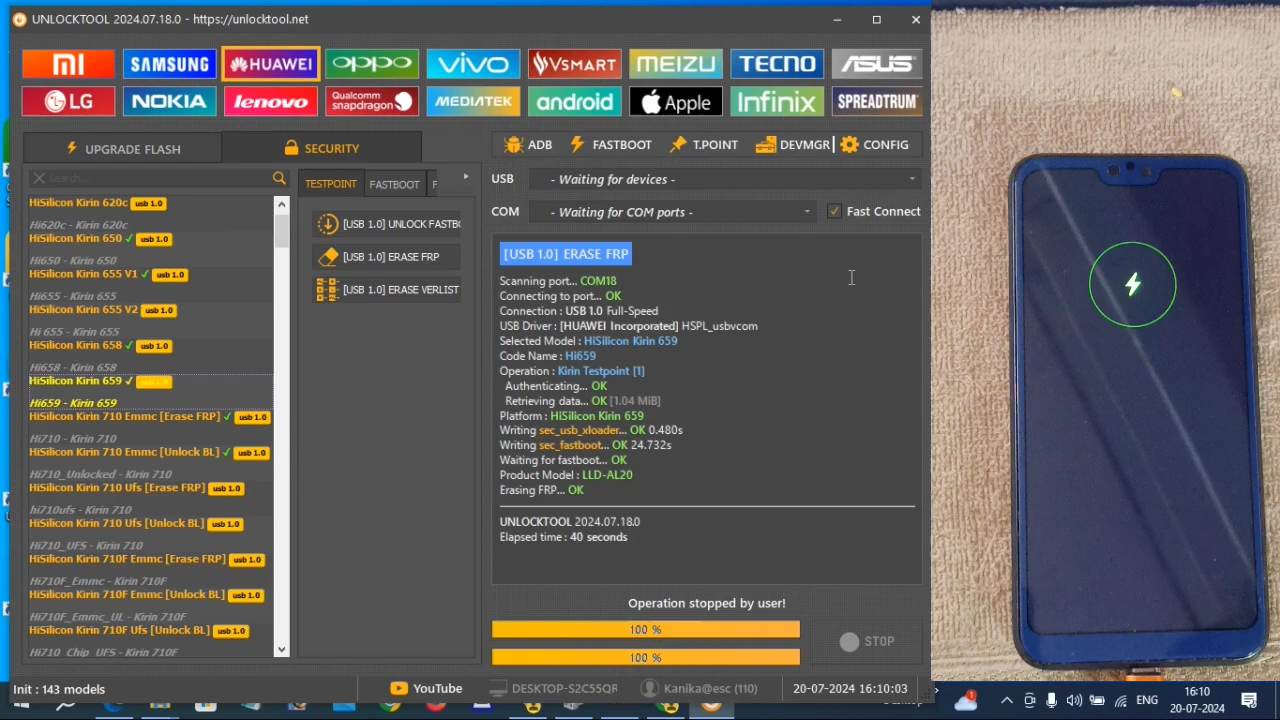 UNLOCKTOOL 2024.07.18.0 - https://unlocktool.net
MI SAMSUNG HUAWEI OPPO vivo VSMART MEIZU TECNO ASUS
LG NOKIA lenovo Qualcomm snapdragon MEDIATEK android Apple Infinix SPREADTRUM
UPGRADE FLASH
SECURITY
ADB
FASTBOOT
T.POINT
DEVMGR
CONFIG
Search...
HiSilicon Kirin 620c usb 1.0
Hi620c - Kirin 620c
HiSilicon Kirin 650 ✓ usb 1.0
Hi650 - Kirin 650
HiSilicon Kirin 655 V1 ✓ usb 1.0
Hi655 - Kirin 655
HiSilicon Kirin 655 V2 usb 1.0
Hi 655 - Kirin 655
HiSilicon Kirin 658 ✓ usb 1.0
Hi658 - Kirin 658
HiSilicon Kirin 659 ✓ usb 1.0
Hi659 - Kirin 659
HiSilicon Kirin 710 Emmc [Erase FRP] ✓ usb 1.0
Hi710 - Kirin 710
HiSilicon Kirin 710 Emmc [Unlock BL] ✓ usb 1.0
Hi710_Unlocked - Kirin 710
HiSilicon Kirin 710 Ufs [Erase FRP] usb 1.0
hi710ufs - Kirin 710
HiSilicon Kirin 710 Ufs [Unlock BL] usb 1.0
Hi710_UFS - Kirin 710
HiSilicon Kirin 710F Emmc [Erase FRP] usb 1.0
Hi710F_Emmc - Kirin 710F
HiSilicon Kirin 710F Emmc [Unlock BL] usb 1.0
Hi710F_Emmc_UL - Kirin 710F
HiSilicon Kirin 710F Ufs [Unlock BL] usb 1.0
Hi710_Chip_UFS - Kirin 710F
TESTPOINT FASTBOOT F
[USB 1.0] UNLOCK FASTBO
[USB 1.0] ERASE FRP
[USB 1.0] ERASE VERLIST
USB - Waiting for devices -
COM - Waiting for COM ports - ✓ Fast Connect
[USB 1.0] ERASE FRP
Scanning port... COM18
Connecting to port... OK
Connection : USB 1.0 Full-Speed
USB Driver : [HUAWEI Incorporated] HSPL_usbvcom
Selected Model : HiSilicon Kirin 659
Code Name : Hi659
Operation : Kirin Testpoint [1]
Authenticating... OK
Retrieving data... OK [1.04 MiB]
Platform : HiSilicon Kirin 659
Writing sec_usb_xloader... OK 0.480s
Writing sec_fastboot... OK 24.732s
Waiting for fastboot... OK
Product Model : LLD-AL20
Erasing FRP... OK
UNLOCKTOOL 2024.07.18.0
Elapsed time : 40 seconds
Operation stopped by user!
100 %
100 %
STOP
Init : 143 models
YouTube
DESKTOP-S2C55QR
Kanika@esc (110)
20-07-2024 16:10:03
1
ENG
16:10
20-07-2024